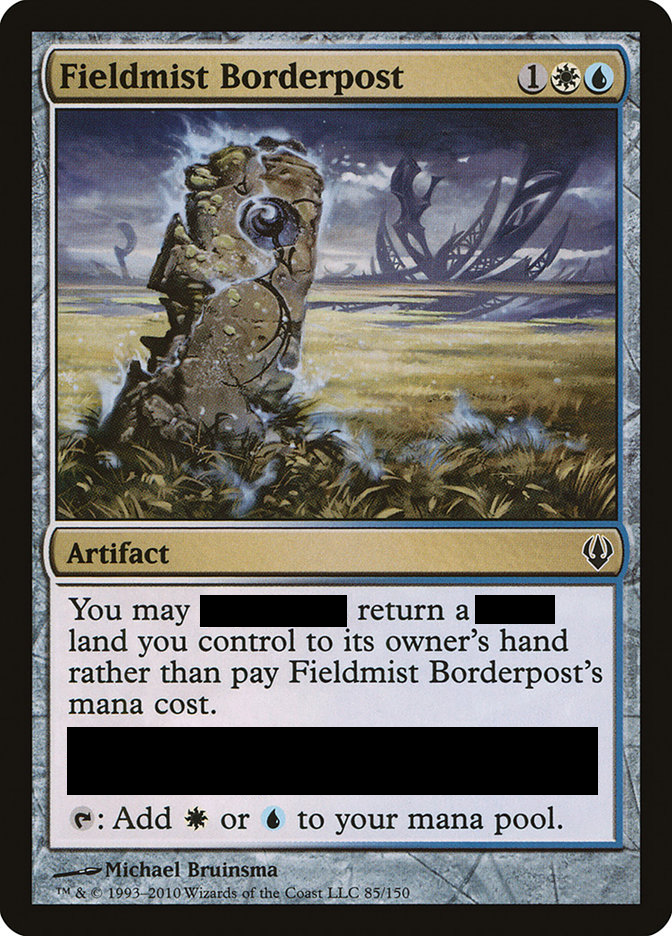 Fieldmist Borderpost 1
Artifact
You may return a
land you control to its owner's hand
rather than pay Fieldmist Borderpost's
mana cost.
: Add or to your mana pool.
Michael Bruinsma
™ & © 1993–2010 Wizards of the Coast LLC 85/150